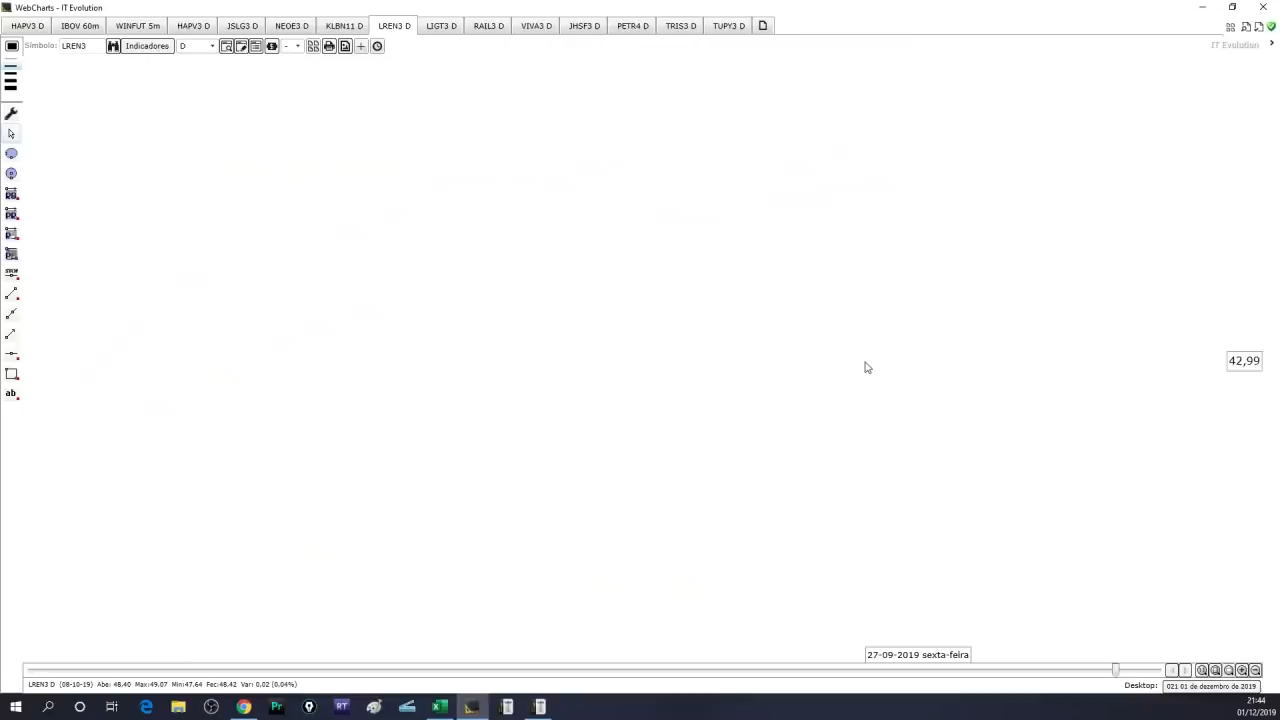 WebCharts - IT Evolution
HAPV3 D IBOV 60m WINFUT 5m HAPV3 D JSLG3 D NEOE3 D KLBN11 D LREN3 D LIGT3 D RAIL3 D VIVA3 D JHSF3 D PETR4 D TRIS3 D TUPY3 D
Símbolo: LREN3 Indicadores D -
IT Evolution
ab
42,99
27-09-2019 sexta-feira
LREN3 D (08-10-19) Abe: 48.40 Max:49.07 Min:47.64 Fec:48.42 Var: 0.02 (0.04%)
Desktop: 021 01 de dezembro de 2019
Pr RT
21:44
01/12/2019